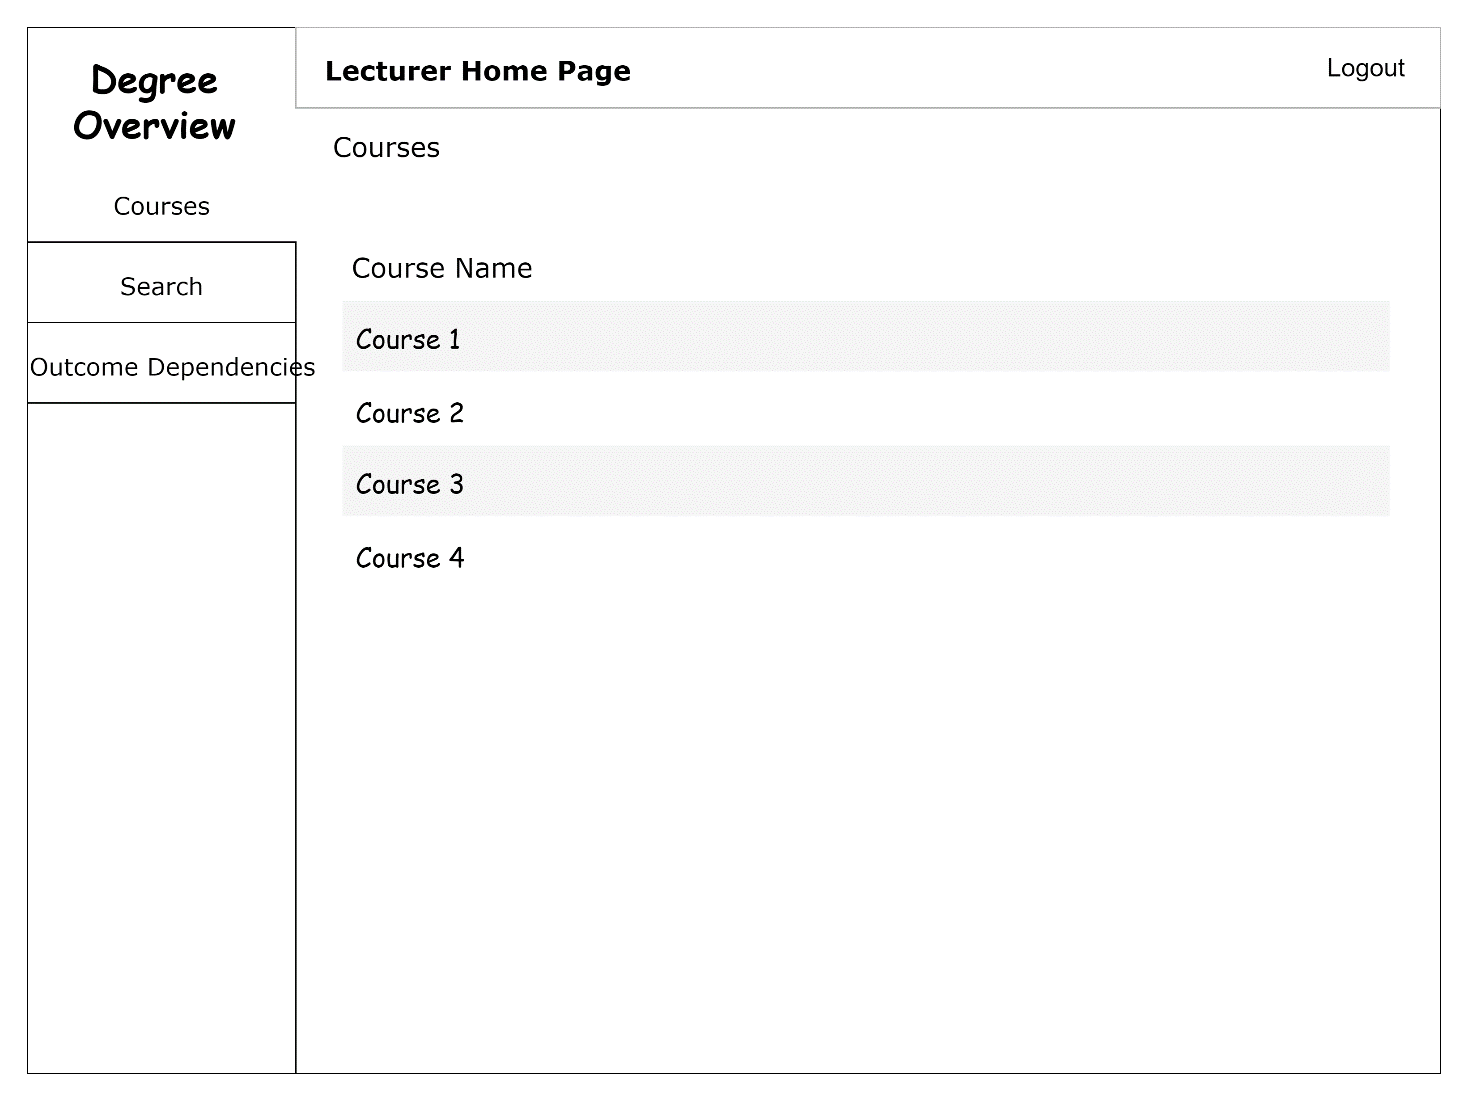 Degree
Overview
Courses
Search
Outcome Dependencies
Lecturer Home Page
Logout
Courses
Course Name
Course 1
Course 2
Course 3
Course 4